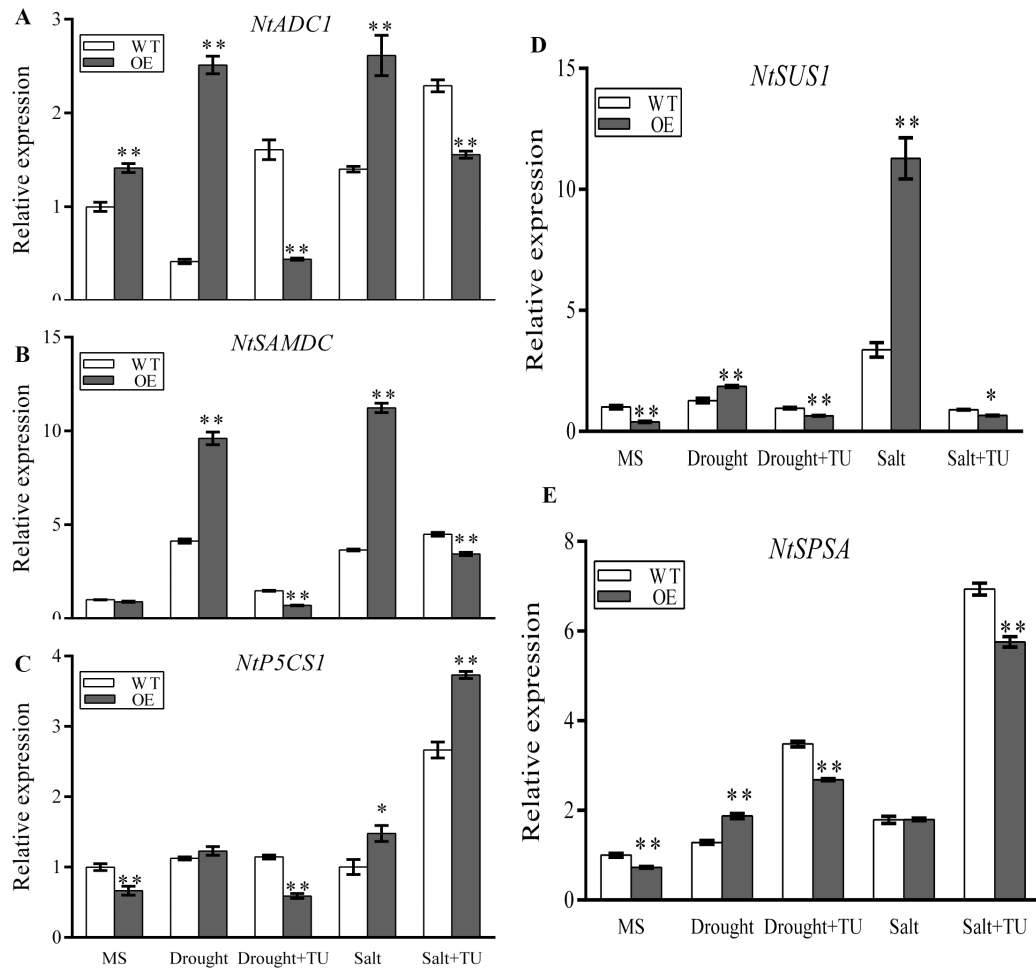 A
NtADC1
WT
OE
Relative expression
3
2
1
0
** ** ** ** **
B
NtSAMDC
WT
OE
Relative expression
15
10
5
0
** ** ** **
C
NtP5CS1
WT
OE
Relative expression
4
3
2
1
0
** ** * **
MS Drought Drought+TU Salt Salt+TU
D
NtSUS1
WT
OE
Relative expression
15
10
5
0
** ** ** ** *
MS Drought Drought+TU Salt Salt+TU
E
NtSPSA
WT
OE
Relative expression
8
6
4
2
0
** ** ** **
MS Drought Drought+TU Salt Salt+TU